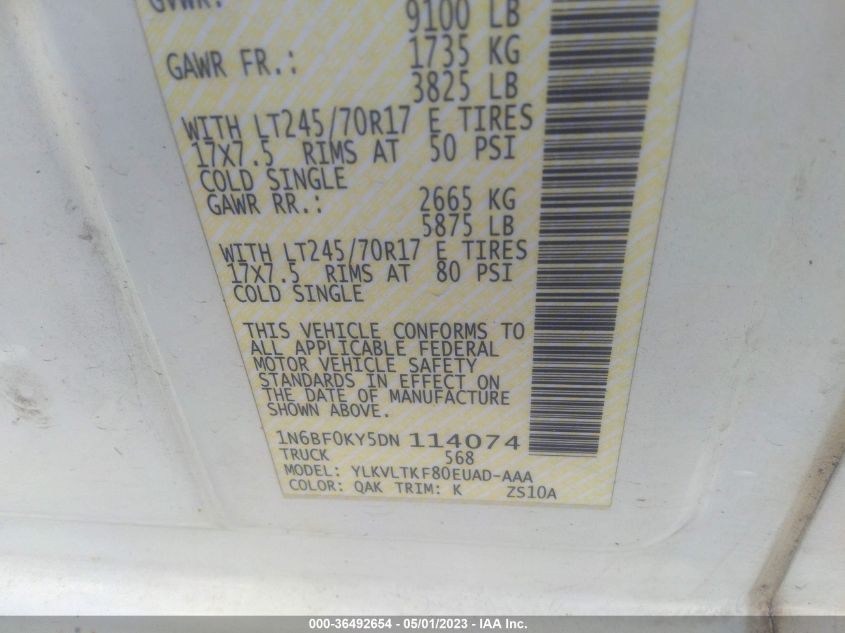 GVWR:
9100 LB
GAWR FR.: 1735 KG
3825 LB
WITH LT245/70R17 E TIRES
17X7.5 RIMS AT 50 PSI
COLD SINGLE
GAWR RR.: 2665 KG
5875 LB
WITH LT245/70R17 E TIRES
17X7.5 RIMS AT 80 PSI
COLD SINGLE
THIS VEHICLE CONFORMS TO
ALL APPLICABLE FEDERAL
MOTOR VEHICLE SAFETY
STANDARDS IN EFFECT ON
THE DATE OF MANUFACTURE
SHOWN ABOVE.
1N6BF0KY5DN 114074
TRUCK 568
MODEL: YLKVLTKF80EUAD-AAA
COLOR: QAK TRIM: K ZS10A
000-36492654 - 05/01/2023 - IAA Inc.